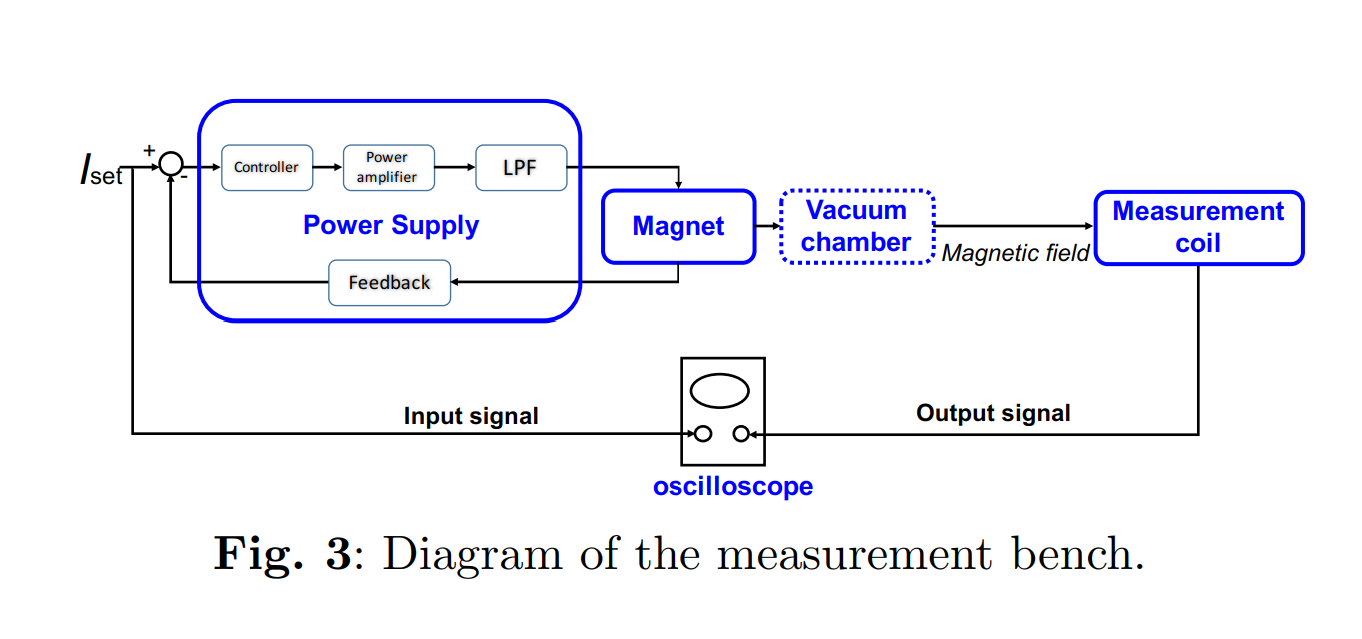 Iset
+
-
Controller
Power
amplifier
LPF
Power Supply
Feedback
Magnet
Vacuum
chamber
Magnetic field
Measurement
coil
Input signal
Output signal
oscilloscope
Fig. 3: Diagram of the measurement bench.